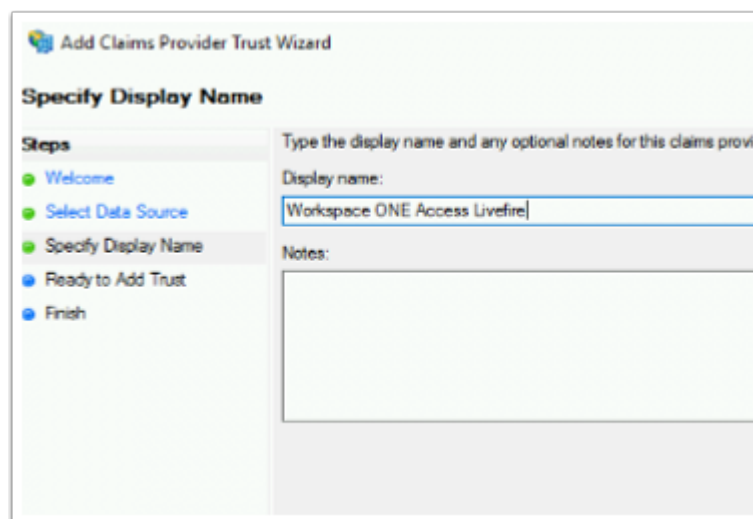 Add Claims Provider Trust Wizard
Specify Display Name
Steps
Welcome
Select Data Source
Specify Display Name
Ready to Add Trust
Finish
Type the display name and any optional notes for this claims provi
Display name:
Workspace ONE Access Livefire
Notes: